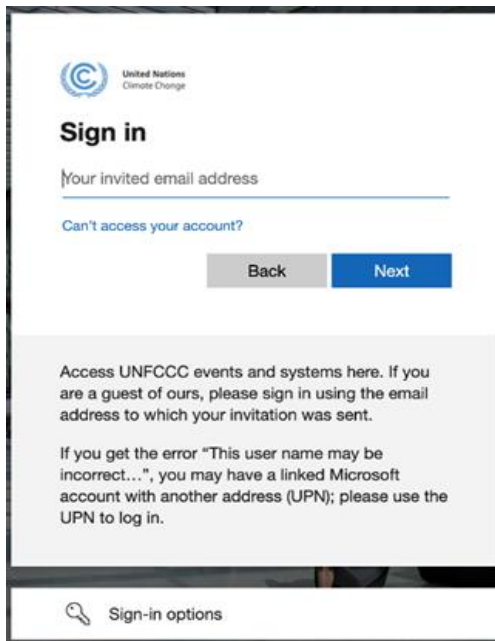 United Nations
Climate Change
Sign in
Your invited email address
Can't access your account?
Back
Next
Access UNFCCC events and systems here. If you
are a guest of ours, please sign in using the email
address to which your invitation was sent.
If you get the error “This user name may be
incorrect…”, you may have a linked Microsoft
account with another address (UPN); please use the
UPN to log in.
Sign-in options